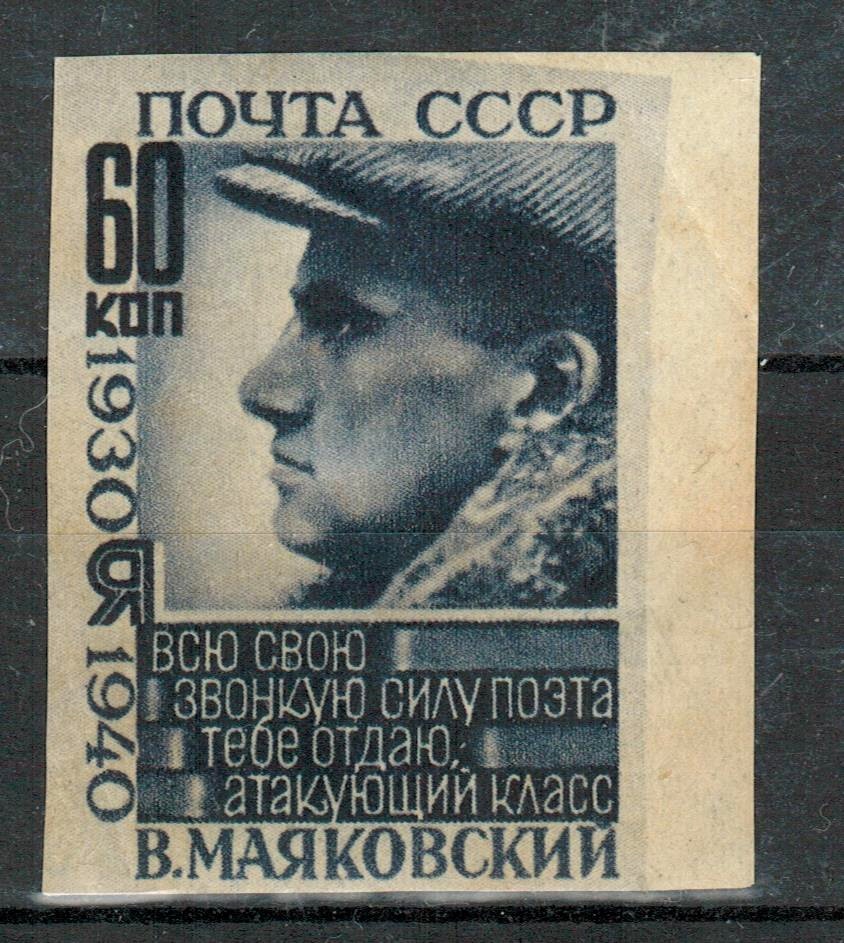 ПОЧТА СССР
60
коп
1930
Я
1940
ВСЮ СВОЮ
ЗВОНКУЮ СИЛУ ПОЭТА
тебе отдаю,
атакующий класс
В.МАЯКОВСКИЙ